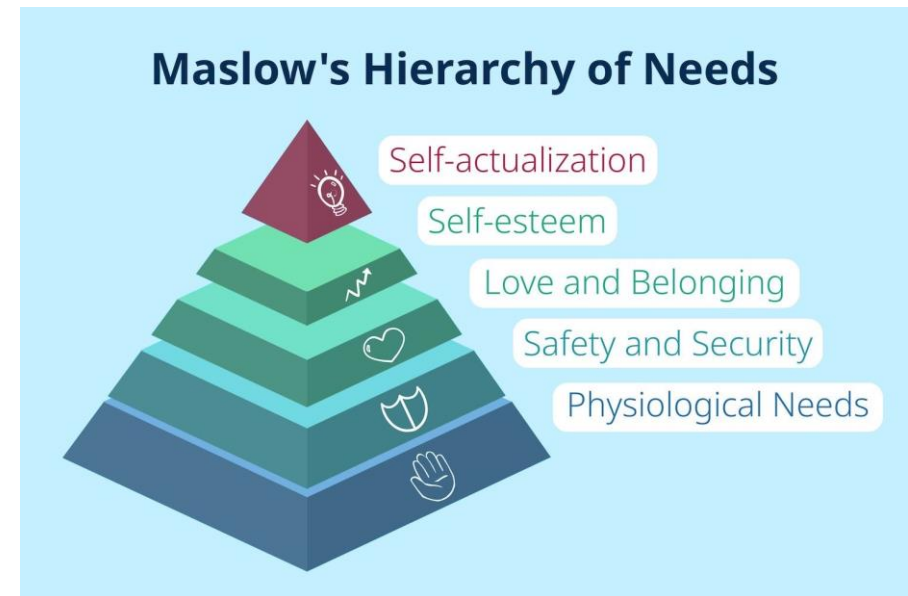 Maslow's Hierarchy of Needs
Self-actualization
Self-esteem
Love and Belonging
Safety and Security
Physiological Needs